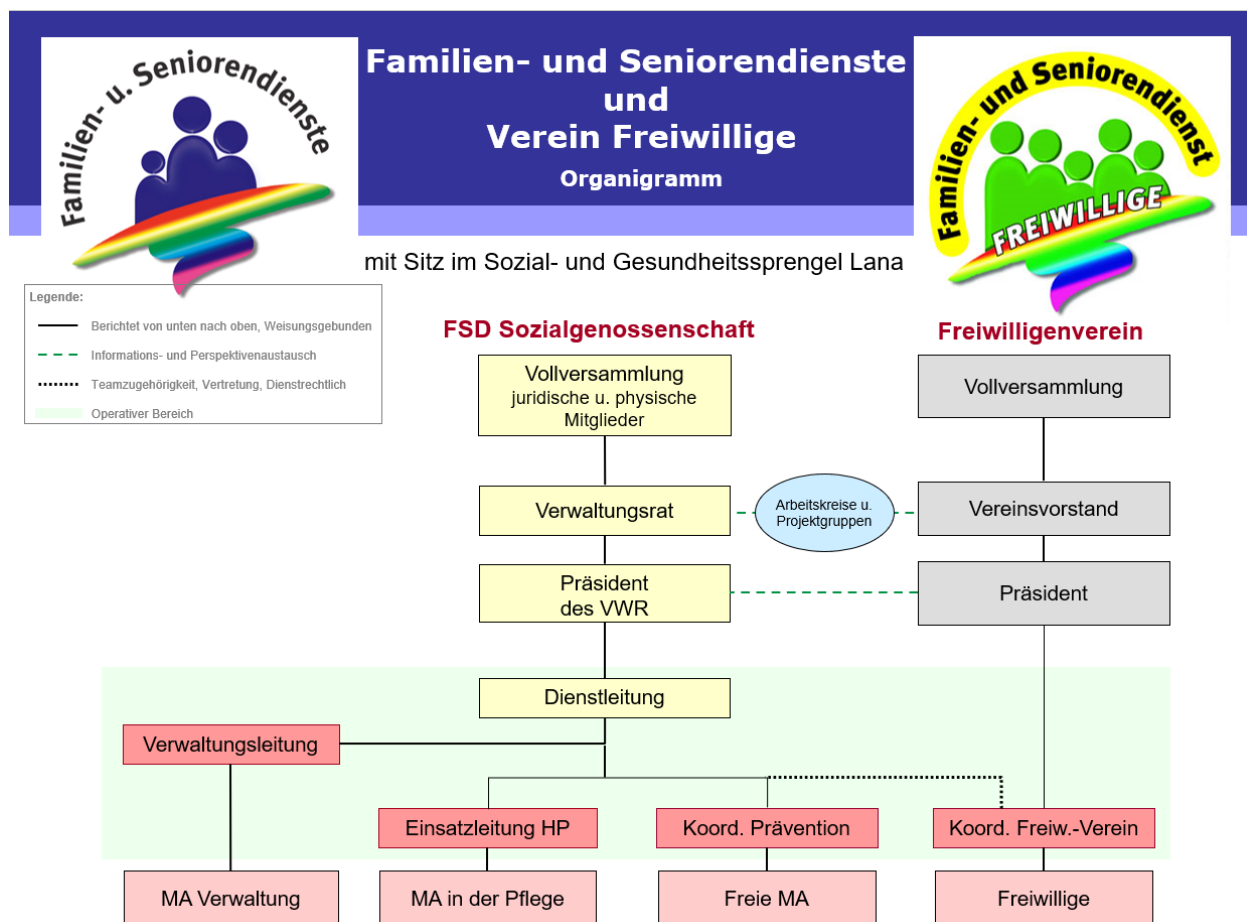 Familien- u. Seniorendienste
Familien- und Seniorendienste
und
Verein Freiwillige
Organigramm
Familien- und Seniorendienst
FREIWILLIGE
mit Sitz im Sozial- und Gesundheitssprengel Lana
Legende:
Berichtet von unten nach oben, Weisungsgebunden
Informations- und Perspektivenaustausch
Teamzugehörigkeit, Vertretung, Dienstrechtlich
Operativer Bereich
FSD Sozialgenossenschaft
Freiwilligenverein
Vollversammlung
juridische u. physische
Mitglieder
Vollversammlung
Verwaltungsrat
Arbeitskreise u.
Projektgruppen
Vereinsvorstand
Präsident
des VWR
Präsident
Dienstleitung
Verwaltungsleitung
Einsatzleitung HP
Koord. Prävention
Koord. Freiw.-Verein
MA Verwaltung
MA in der Pflege
Freie MA
Freiwillige